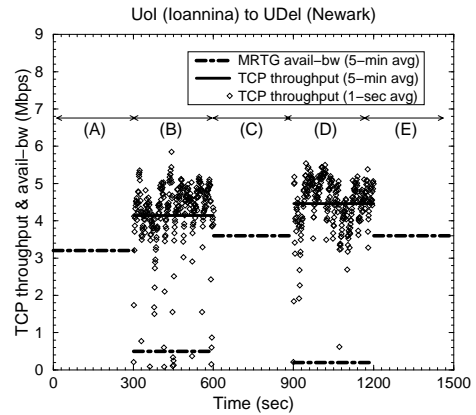 UoI (Ioannina) to UDel (Newark)
9
8
7
6
5
4
3
2
1
0
TCP throughput & avail−bw (Mbps)
MRTG avail−bw (5−min avg)
TCP throughput (5−min avg)
TCP throughput (1−sec avg)
(A) (B) (C) (D) (E)
0 300 600 900 1200 1500
Time (sec)